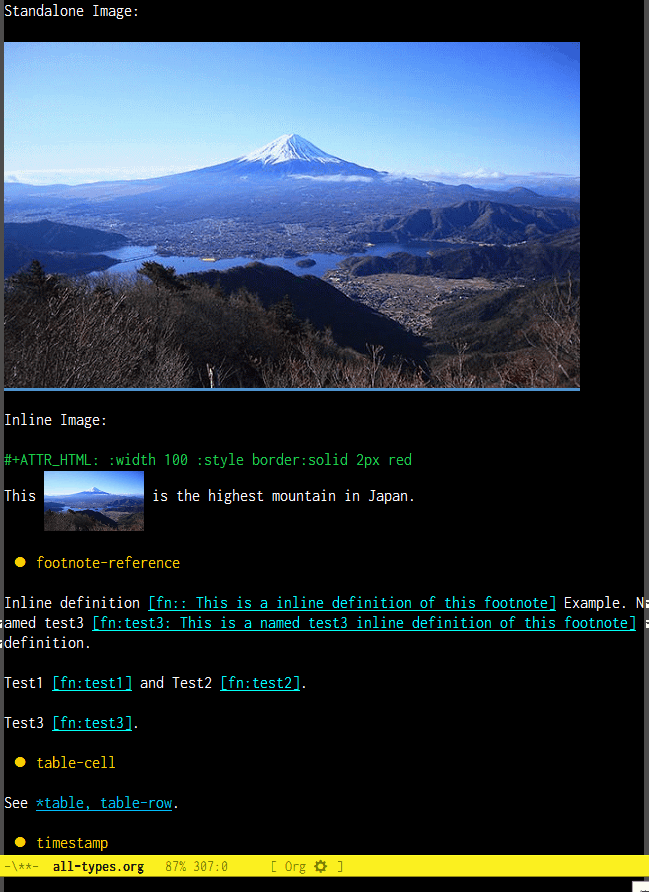 Standalone Image:
Inline Image:
#+ATTR_HTML: :width 100 :style border:solid 2px red
This is the highest mountain in Japan.
● footnote-reference
Inline definition [fn:: This is a inline definition of this footnote] Example. N
amed test3 [fn:test3: This is a named test3 inline definition of this footnote]
definition.
Test1 [fn:test1] and Test2 [fn:test2].
Test3 [fn:test3].
● table-cell
See *table, table-row.
● timestamp
-\**- all-types.org 87% 307:0 [ Org ]